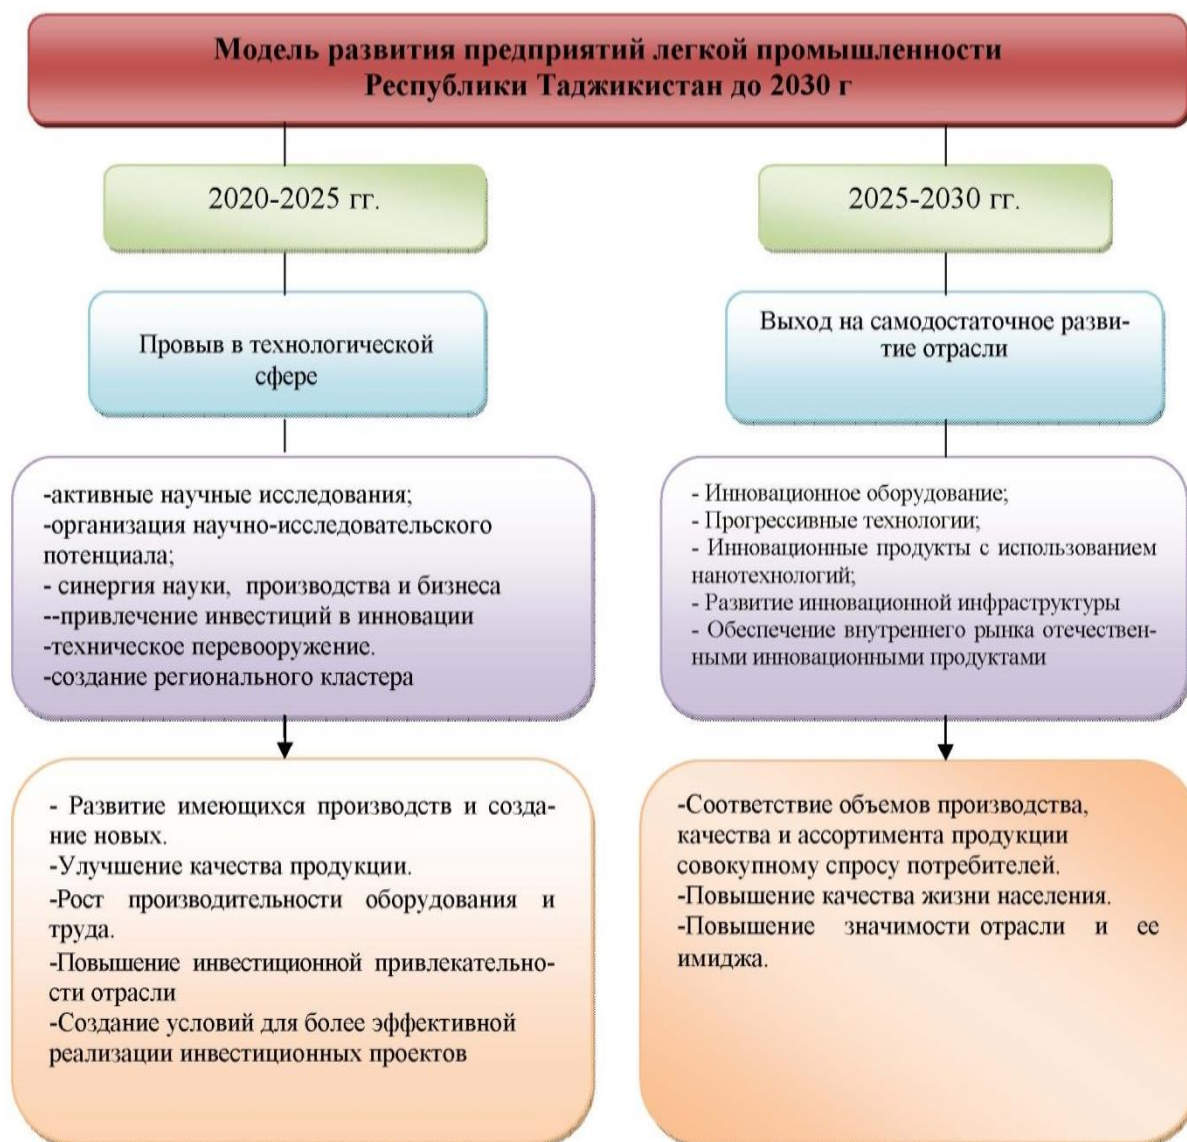 Модель развития предприятий легкой промышленности
Республики Таджикистан до 2030 г
2020-2025 гг.
Провыв в технологической
сфере
-активные научные исследования;
-организация научно-исследовательского
потенциала;
- синергия науки, производства и бизнеса
--привлечение инвестиций в инновации
-техническое перевооружение.
-создание регионального кластера
- Развитие имеющихся производств и созда-
ние новых.
-Улучшение качества продукции.
-Рост производительности оборудования и
труда.
-Повышение инвестиционной привлекательно-
сти отрасли
-Создание условий для более эффективной
реализации инвестиционных проектов
2025-2030 гг.
Выход на самодостаточное разви-
тие отрасли
- Инновационное оборудование;
- Прогрессивные технологии;
- Инновационные продукты с использованием
нанотехнологий;
- Развитие инновационной инфраструктуры
- Обеспечение внутреннего рынка отечествен-
ными инновационными продуктами
-Соответствие объемов производства,
качества и ассортимента продукции
совокупному спросу потребителей.
-Повышение качества жизни населения.
-Повышение значимости отрасли и ее
имиджа.